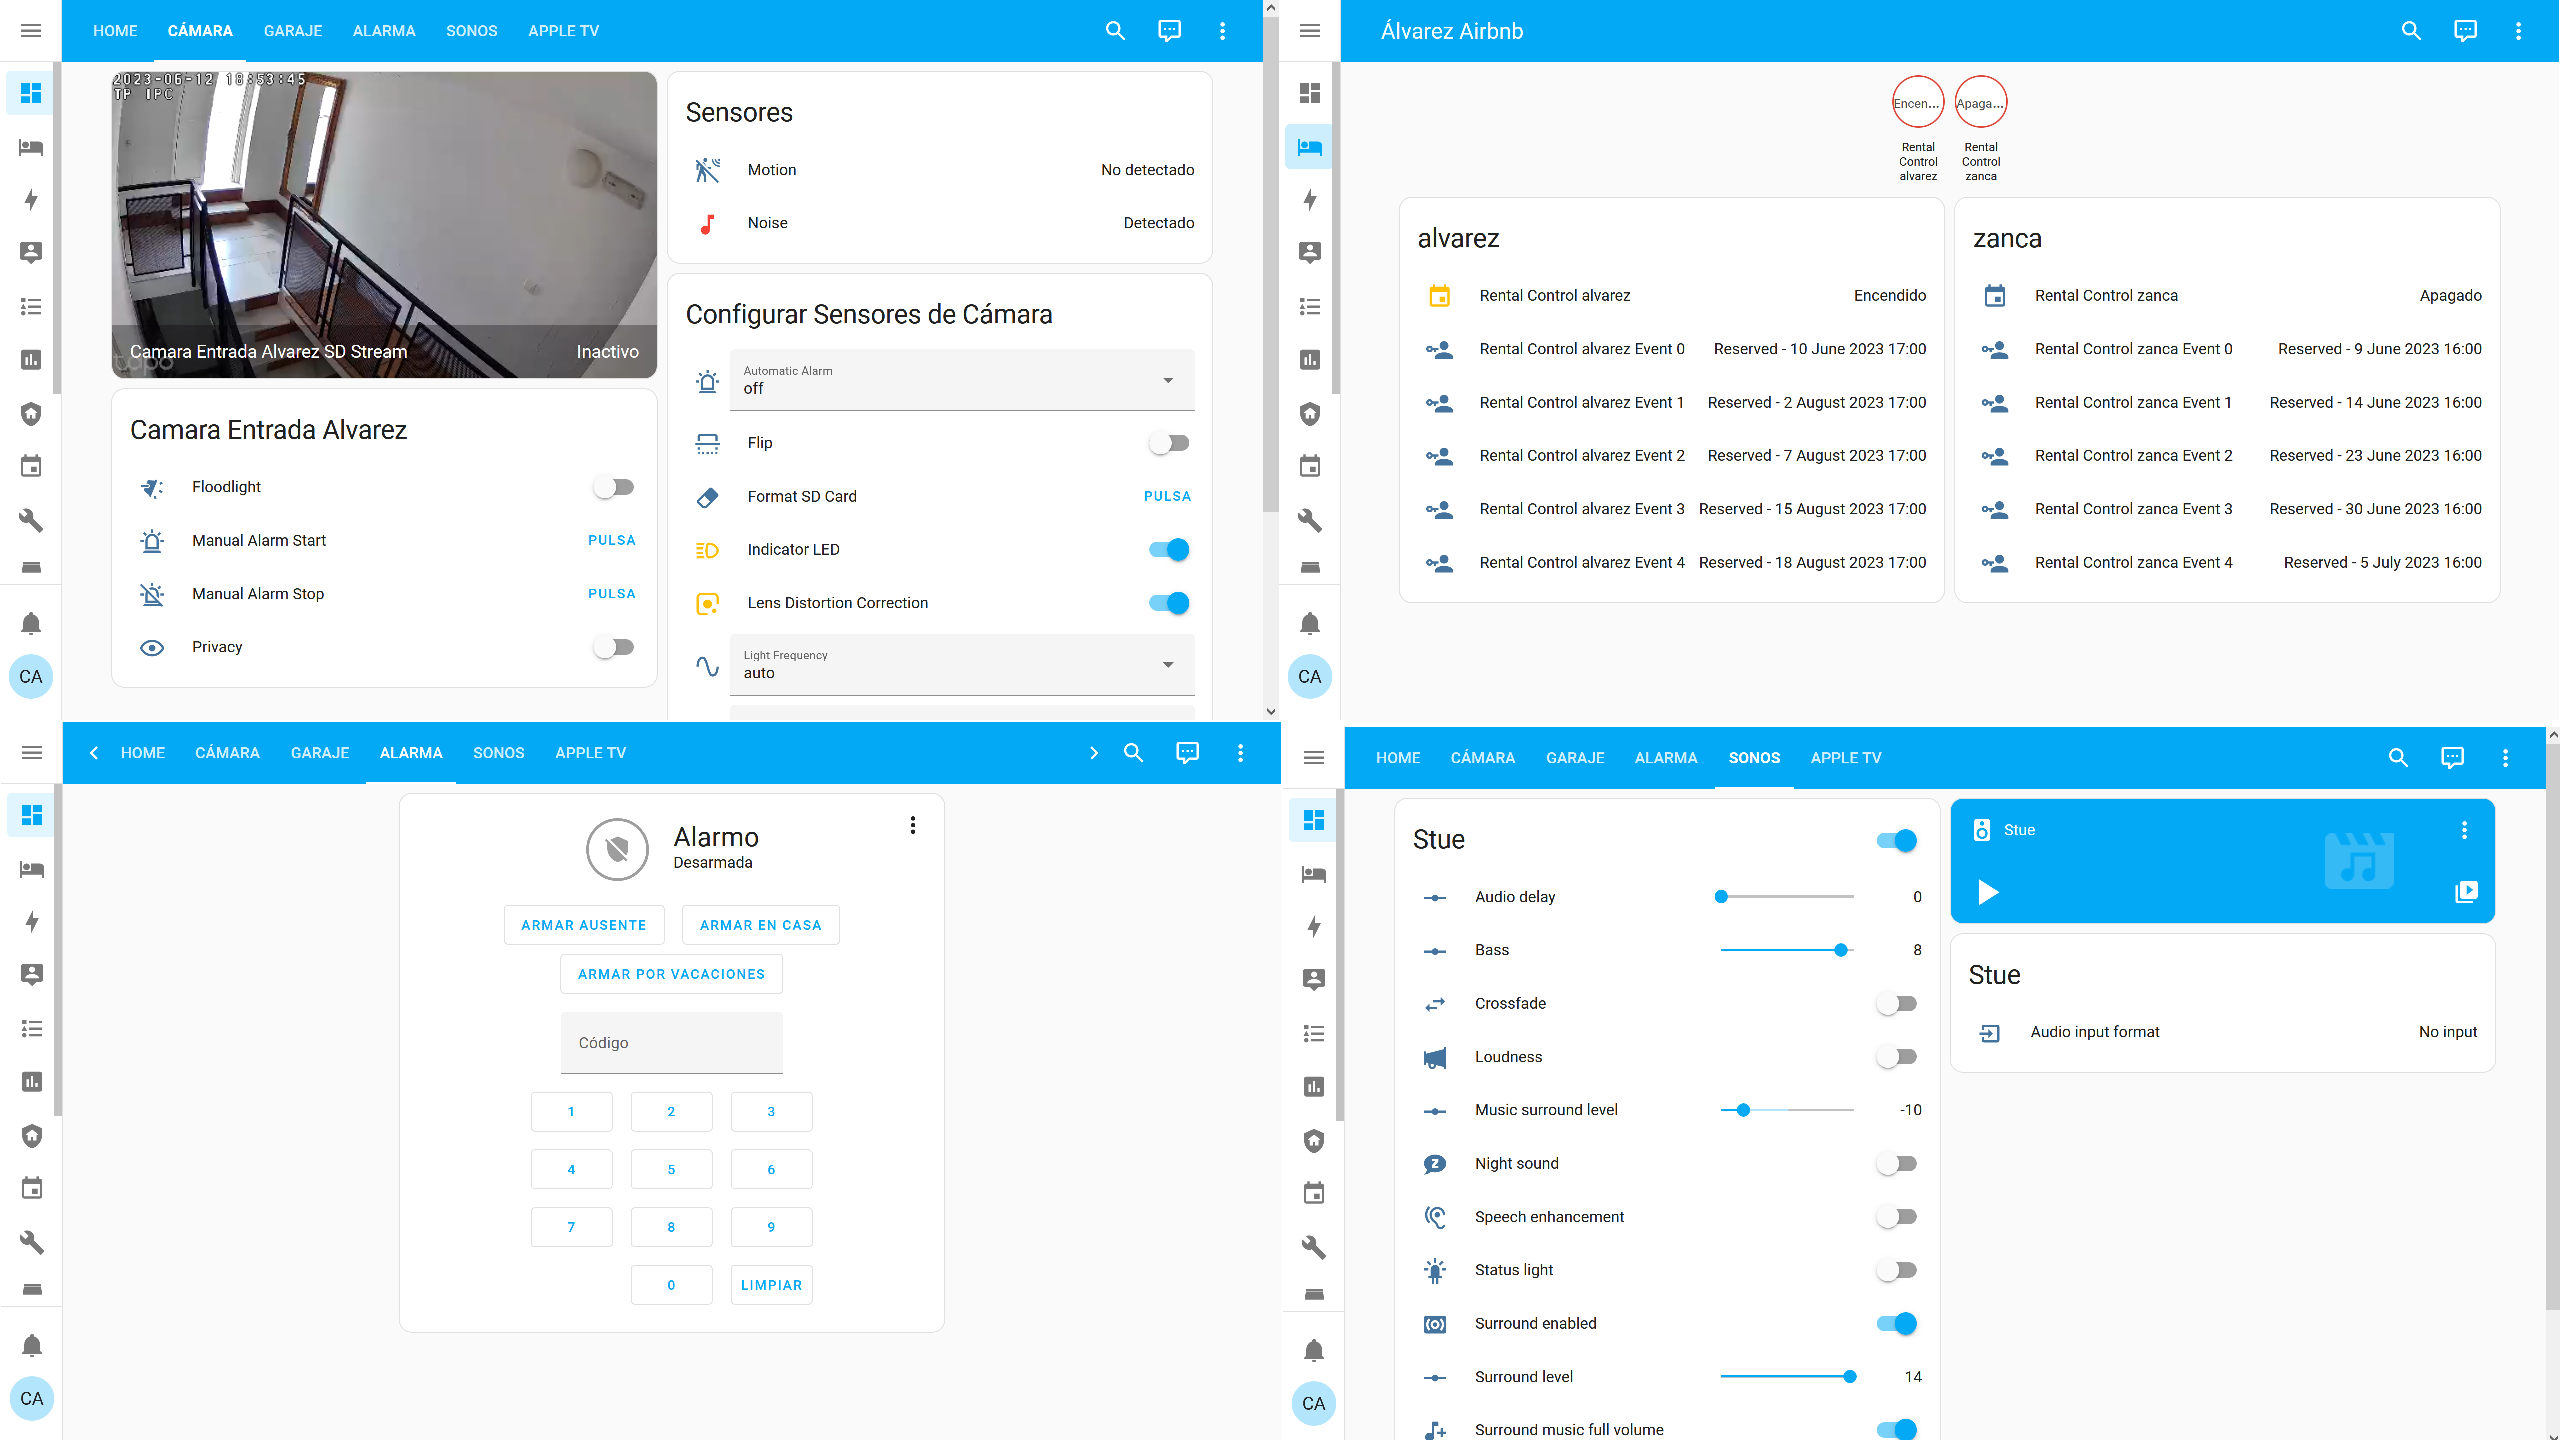 HOME CÁMARA GARAJE ALARMA SONOS APPLE TV
2023-06-12 18:53:45
TP IPC
Camara Entrada Alvarez SD Stream Inactivo
tapo
Camara Entrada Alvarez
Floodlight
Manual Alarm Start PULSA
Manual Alarm Stop PULSA
Privacy
CA
Sensores
Motion No detectado
Noise Detectado
Configurar Sensores de Cámara
Automatic Alarm
off
Flip
Format SD Card PULSA
Indicator LED
Lens Distortion Correction
Light Frequency
auto
Álvarez Airbnb
Encen... Apaga...
Rental Control alvarez
Rental Control zanca
alvarez
Rental Control alvarez Encendido
Rental Control alvarez Event 0 Reserved - 10 June 2023 17:00
Rental Control alvarez Event 1 Reserved - 2 August 2023 17:00
Rental Control alvarez Event 2 Reserved - 7 August 2023 17:00
Rental Control alvarez Event 3 Reserved - 15 August 2023 17:00
Rental Control alvarez Event 4 Reserved - 18 August 2023 17:00
zanca
Rental Control zanca Apagado
Rental Control zanca Event 0 Reserved - 9 June 2023 16:00
Rental Control zanca Event 1 Reserved - 14 June 2023 16:00
Rental Control zanca Event 2 Reserved - 23 June 2023 16:00
Rental Control zanca Event 3 Reserved - 30 June 2023 16:00
Rental Control zanca Event 4 Reserved - 5 July 2023 16:00
CA
HOME CÁMARA GARAJE ALARMA SONOS APPLE TV
Alarmo
Desarmada
ARMAR AUSENTE ARMAR EN CASA
ARMAR POR VACACIONES
Código
1 2 3
4 5 6
7 8 9
0 LIMPIAR
CA
HOME CÁMARA GARAJE ALARMA SONOS APPLE TV
Stue
Audio delay 0
Bass 8
Crossfade
Loudness
Music surround level -10
Night sound
Speech enhancement
Status light
Surround enabled
Surround level 14
Surround music full volume
Stue
Stue
Audio input format No input
CA